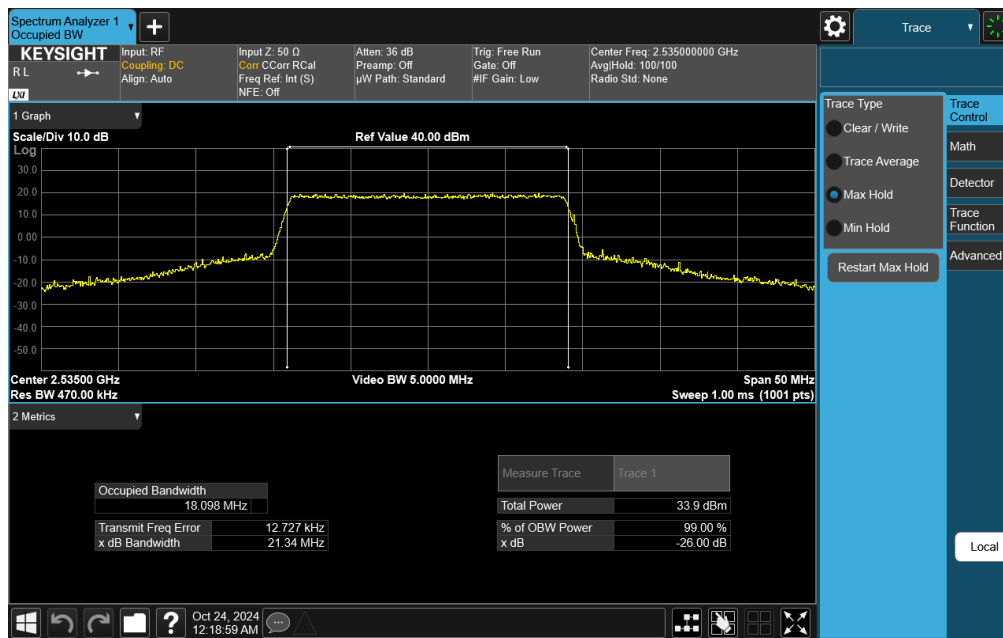 Spectrum Analyzer 1
Occupied BW
Trace
KEYSIGHT
R L
LXI
Input: RF
Coupling: DC
Align: Auto
Input Z: 50 Ω
Corr CCorr RCal
Freq Ref: Int (S)
NFE: Off
Atten: 36 dB
Preamp: Off
µW Path: Standard
Trig: Free Run
Gate: Off
#IF Gain: Low
Center Freq: 2.535000000 GHz
Avg|Hold: 100/100
Radio Std: None
1 Graph
Scale/Div 10.0 dB
Ref Value 40.00 dBm
Log
30.0
20.0
10.0
0.00
-10.0
-20.0
-30.0
-40.0
-50.0
Center 2.53500 GHz
Video BW 5.0000 MHz
Span 50 MHz
Res BW 470.00 kHz
Sweep 1.00 ms (1001 pts)
2 Metrics
Measure Trace
Trace 1
Occupied Bandwidth
18.098 MHz
Total Power 33.9 dBm
Transmit Freq Error 12.727 kHz
% of OBW Power 99.00 %
x dB Bandwidth 21.34 MHz
x dB -26.00 dB
Trace Type
Clear / Write
Trace Average
Max Hold
Min Hold
Restart Max Hold
Trace
Control
Math
Detector
Trace
Function
Advanced
Local
?
Oct 24, 2024
12:18:59 AM